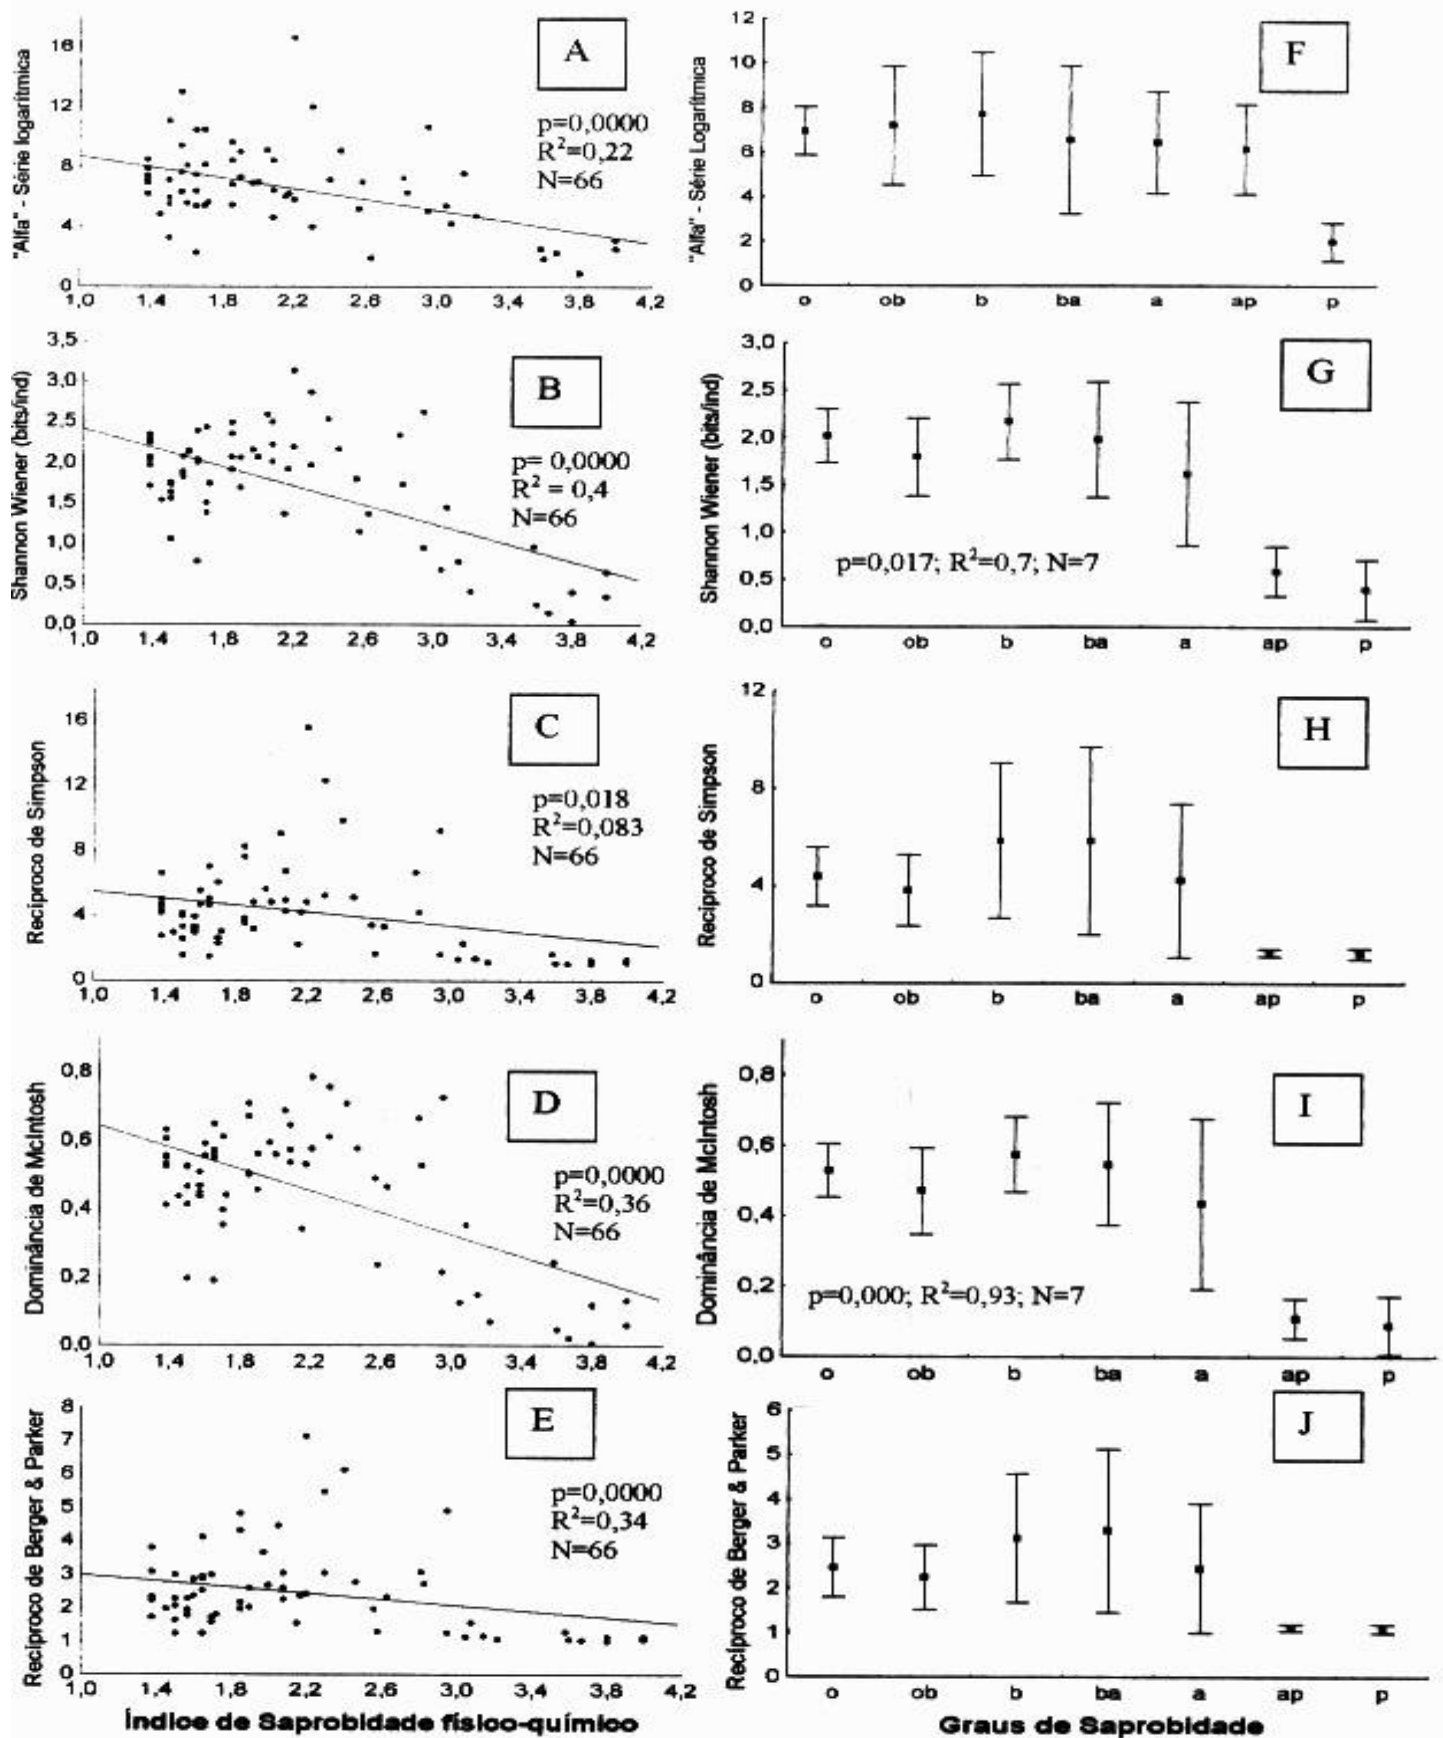 A
"Alfa" - Série logarítmica
16
12
8
4
0
p=0,0000
R²=0,22
N=66
1,0 1,4 1,8 2,2 2,6 3,0 3,4 3,8 4,2
F
"Alfa" - Série Logarítmica
12
10
8
6
4
2
0
o ob b ba a ap p
B
Shannon Wiener (bits/ind)
3,5
3,0
2,5
2,0
1,5
1,0
0,5
0,0
p= 0,0000
R² = 0,4
N=66
1,0 1,4 1,8 2,2 2,6 3,0 3,4 3,8 4,2
G
Shannon Wiener (bits/ind)
3,0
2,5
2,0
1,5
1,0
0,5
0,0
p=0,017; R²=0,7; N=7
o ob b ba a ap p
C
Reciproco de Simpson
16
12
8
4
0
p=0,018
R²=0,083
N=66
1,0 1,4 1,8 2,2 2,6 3,0 3,4 3,8 4,2
H
Reciproco de Simpson
12
8
4
0
o ob b ba a ap p
D
Dominância de McIntosh
0,8
0,6
0,4
0,2
0,0
p=0,0000
R²=0,36
N=66
1,0 1,4 1,8 2,2 2,6 3,0 3,4 3,8 4,2
I
Dominância de McIntosh
0,8
0,6
0,4
0,2
0,0
p=0,000; R²=0,93; N=7
o ob b ba a ap p
E
Reciproco de Berger & Parker
8
7
6
5
4
3
2
1
0
p=0,0000
R²=0,34
N=66
1,0 1,4 1,8 2,2 2,6 3,0 3,4 3,8 4,2
Índice de Saprobidade físico-químico
J
Reciproco de Berger & Parker
6
5
4
3
2
1
0
o ob b ba a ap p
Graus de Saprobidade